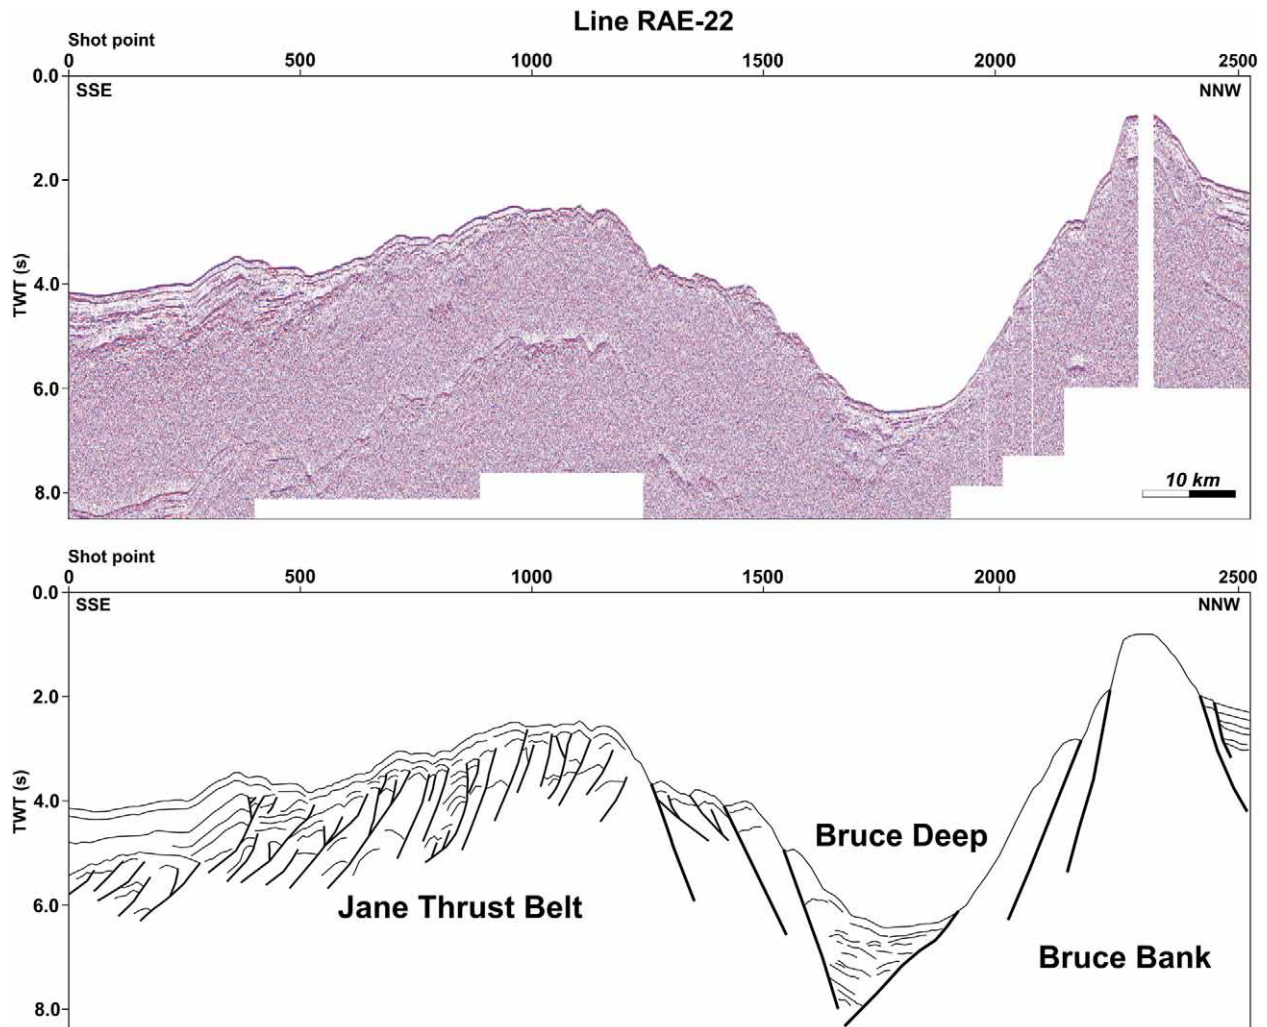 Line RAE-22
Shot point
0 500 1000 1500 2000 2500
0.0
SSE NNW
2.0
TWT (s)
4.0
6.0
10 km
8.0
Shot point
0 500 1000 1500 2000 2500
0.0
SSE NNW
2.0
TWT (s)
4.0
Bruce Deep
6.0
Jane Thrust Belt
Bruce Bank
8.0